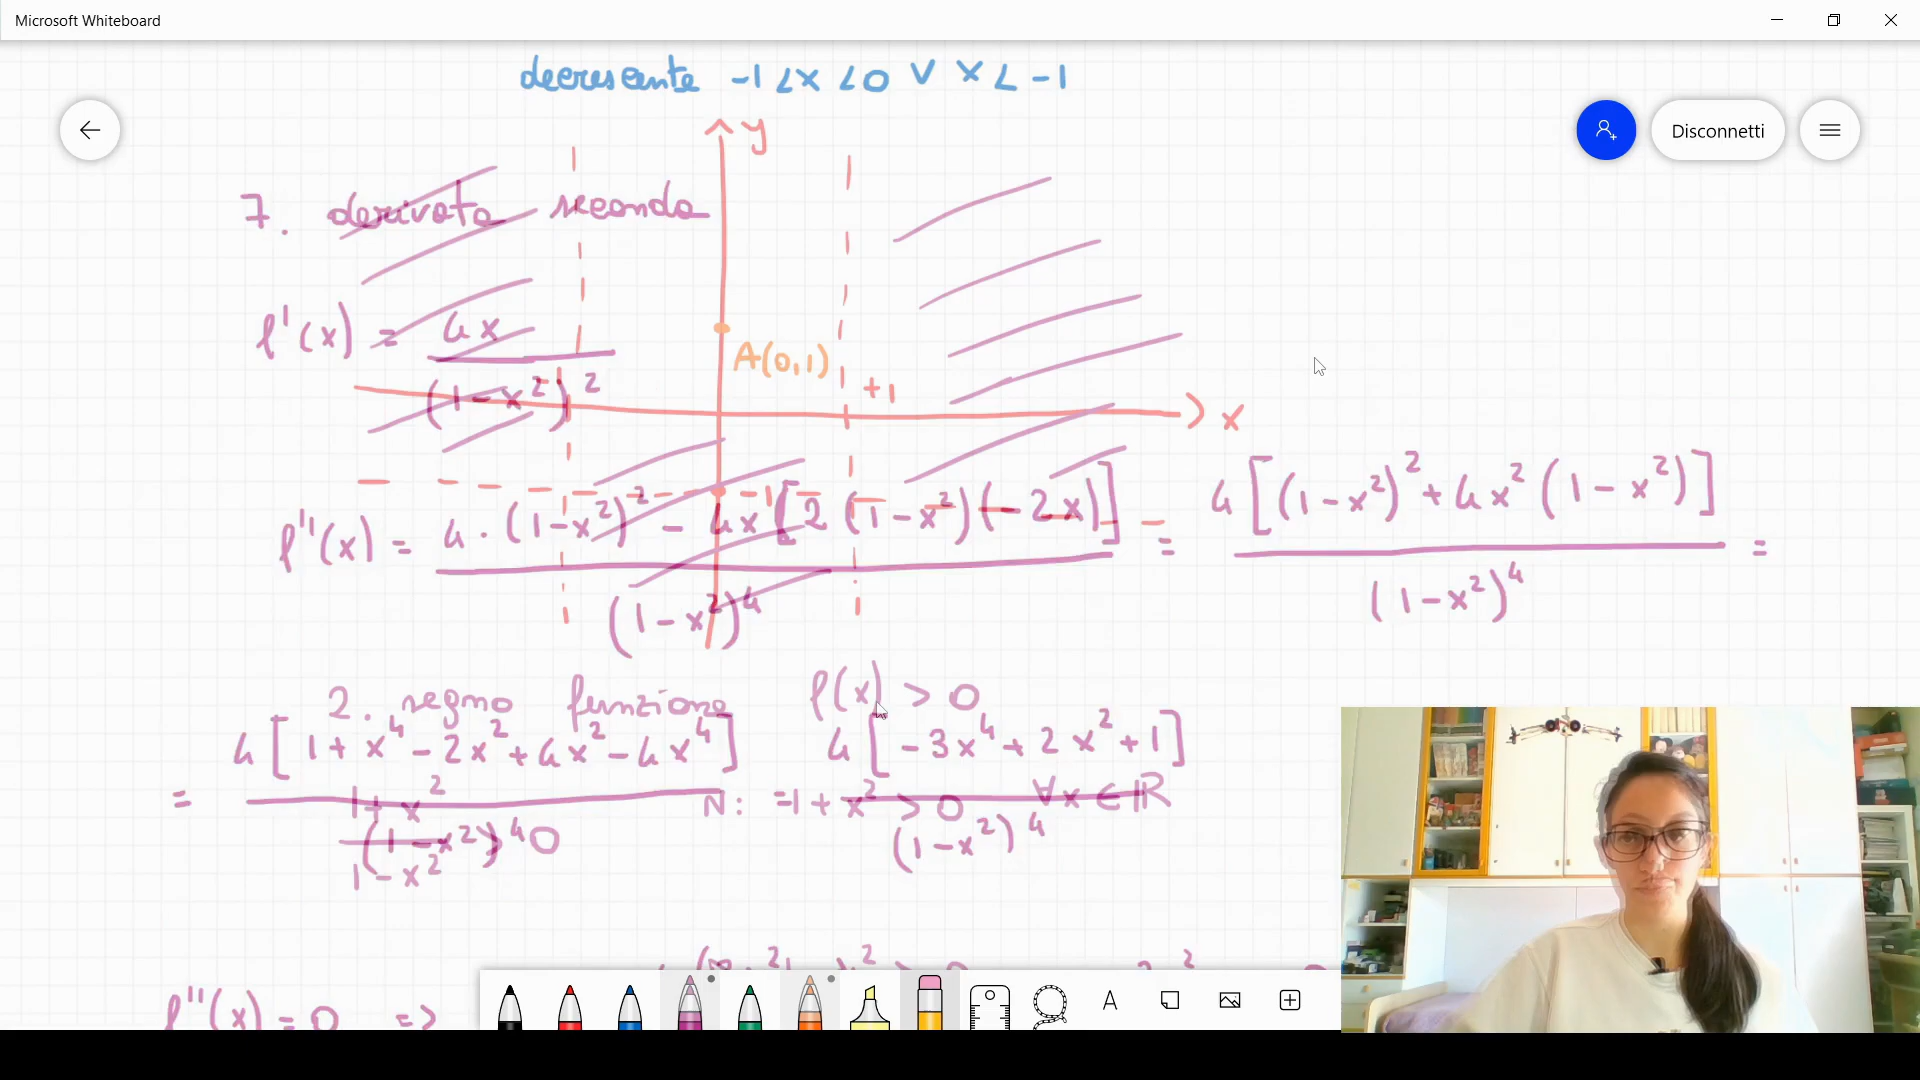 Microsoft Whiteboard
decrescente -1 < x < 0 ∨ x < -1
y
Disconnetti
7. derivata seconda
f'(x) = 4x / (1-x²)²
A(0,1)
-1
+1
x
-1
f''(x) = 4·(1-x²)² - 4x[2(1-x²)(-2x)] / (1-x²)⁴ = 4[(1-x²)² + 4x²(1-x²)] / (1-x²)⁴ =
2. segno funzione f(x) > 0
= 4[1 + x⁴ - 2x² + 4x² - 4x⁴] / (1-x²)⁴ = 4[-3x⁴ + 2x² + 1] / (1-x²)⁴
1+x² / 1-x² > 0 N: 1 + x² > 0 ∀x ∈ ℝ
f''(x) = 0 =>